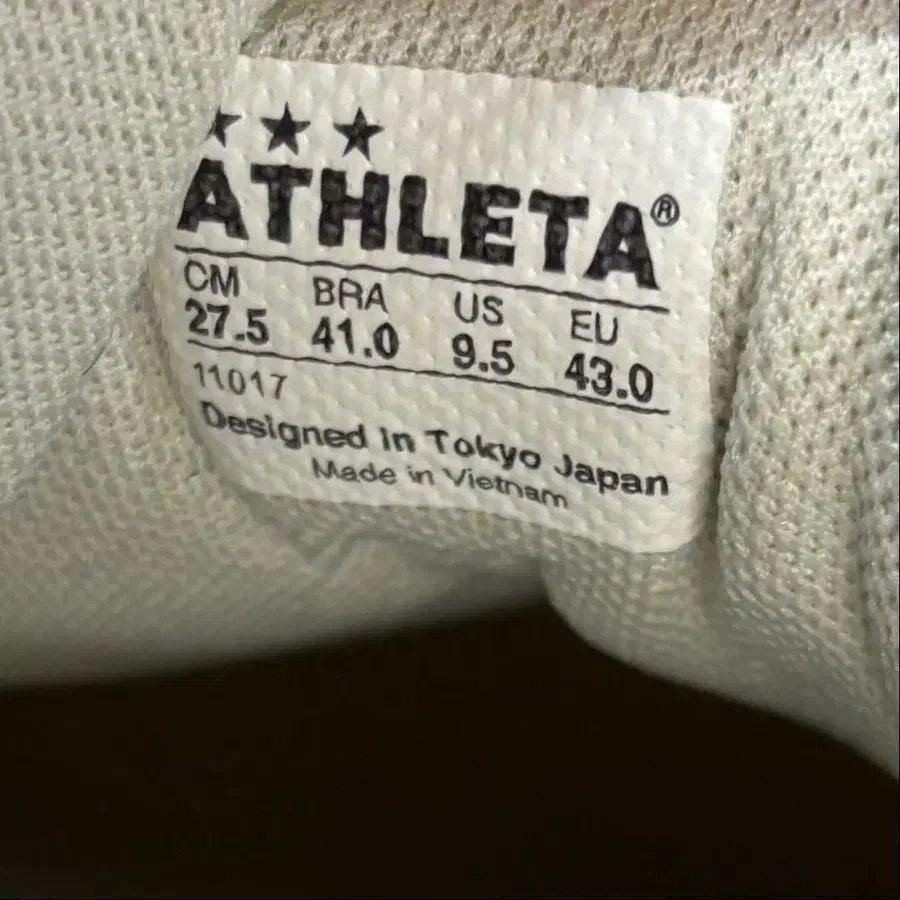 ATHLETA®
CM BRA US EU
27.5 41.0 9.5 43.0
11017
Designed In Tokyo Japan
Made in Vietnam